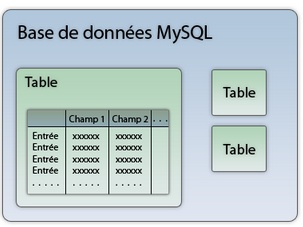 Base de données MySQL
Table
Champ 1 Champ 2 . . .
Entrée xxxxxx xxxxxx
Entrée xxxxxx xxxxxx
Entrée xxxxxx xxxxxx
Entrée xxxxxx xxxxxx
. . . . . . . . . . . . . . .
Table
Table